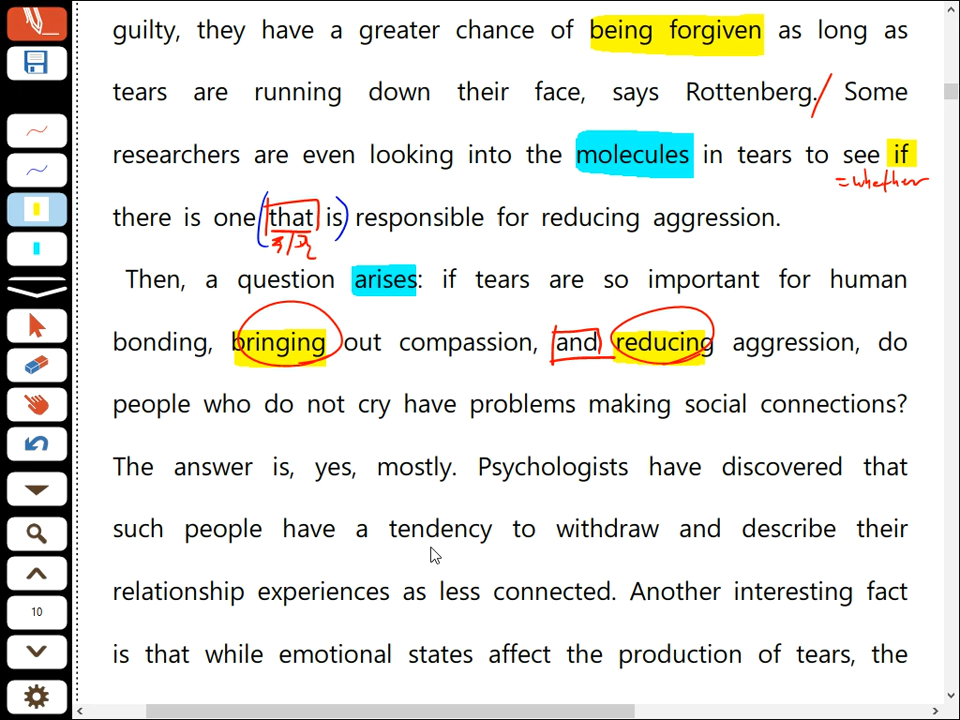 guilty, they have a greater chance of being forgiven as long as
tears are running down their face, says Rottenberg. Some
researchers are even looking into the molecules in tears to see if
=whether
there is one (that is) responsible for reducing aggression.
Then, a question arises: if tears are so important for human
bonding, bringing out compassion, and reducing aggression, do
people who do not cry have problems making social connections?
The answer is, yes, mostly. Psychologists have discovered that
such people have a tendency to withdraw and describe their
10
relationship experiences as less connected. Another interesting fact
is that while emotional states affect the production of tears, the